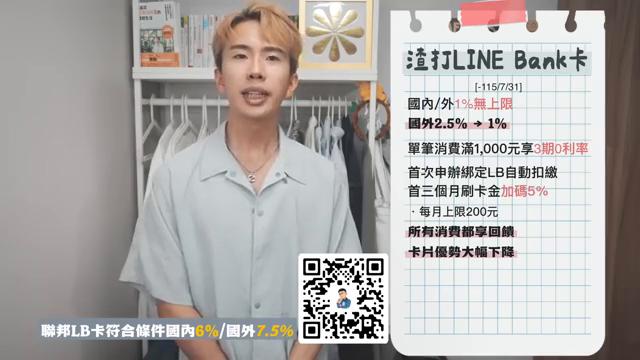 渣打LINE Bank卡
[-115/7/31]
國內/外1%無上限
國外2.5% → 1%
單筆消費滿1,000元享3期0利率
首次申辦綁定LB自動扣繳
首三個月刷卡金加碼5%
·每月上限200元
所有消費都享回饋
卡片優勢大幅下降
聯邦LB卡符合條件國內6%/國外7.5%